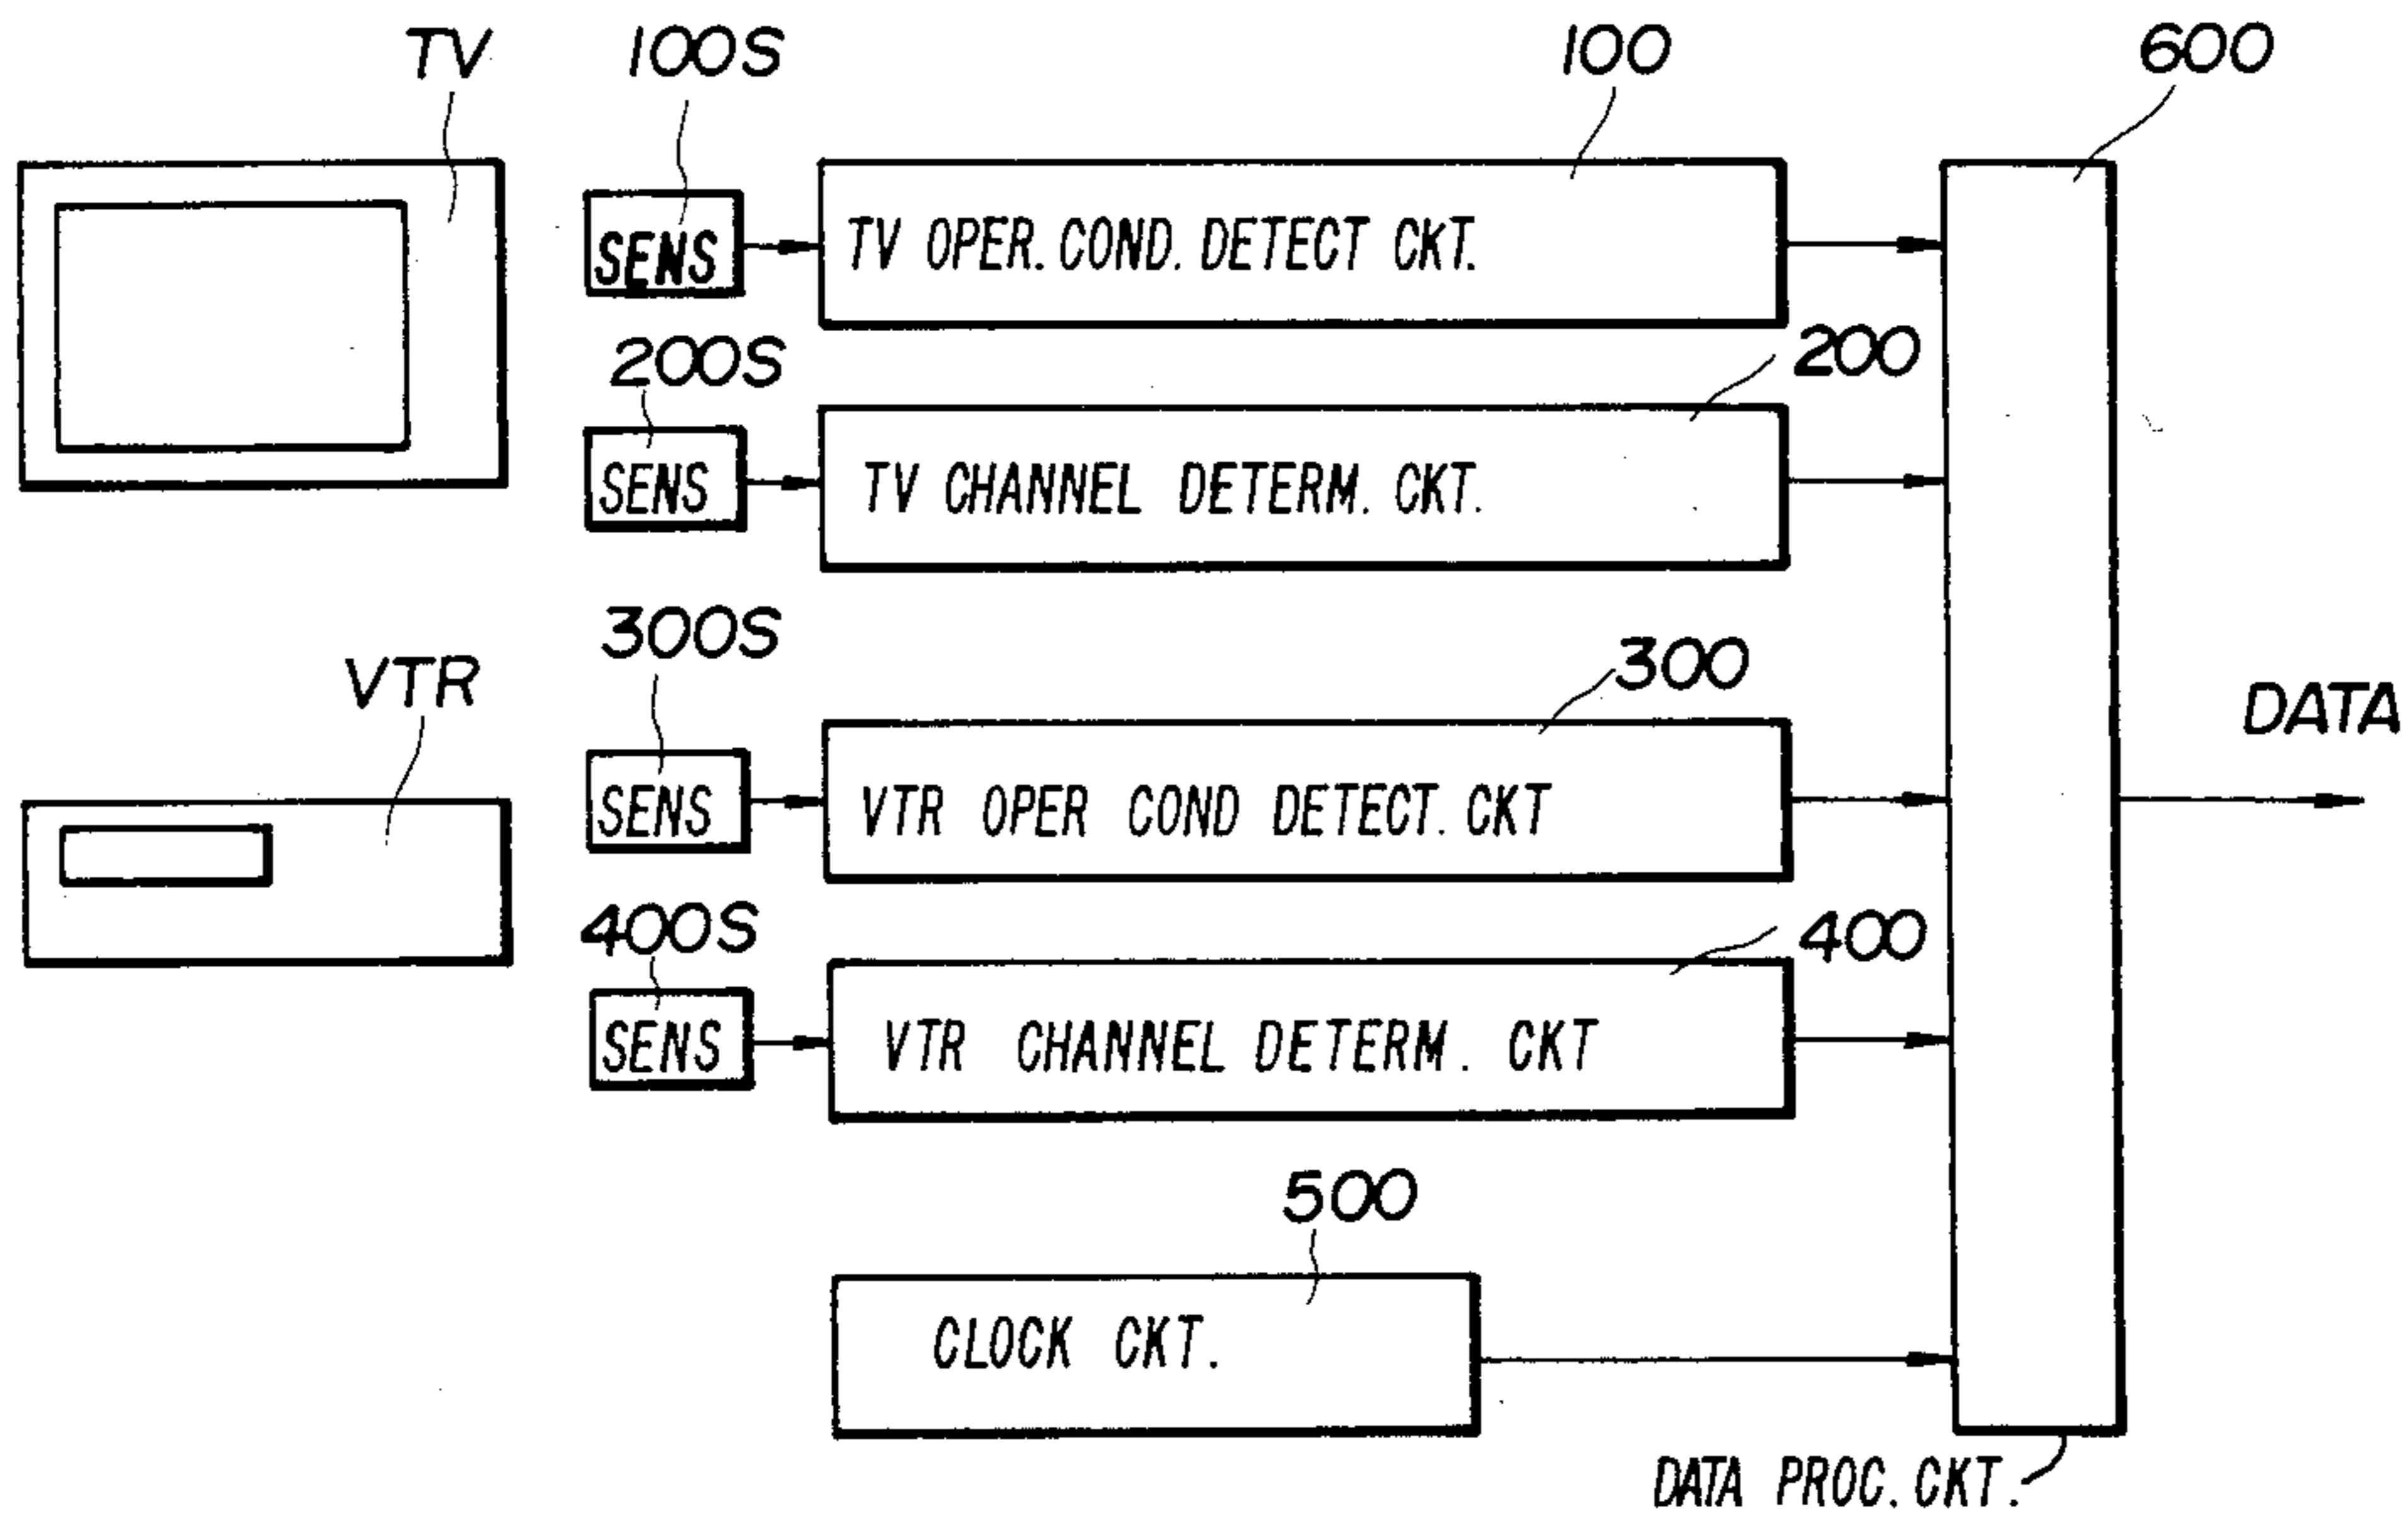 TV
100S
100
600
SENS
TV OPER. COND. DETECT CKT.
200S
200
SENS
TV CHANNEL DETERM. CKT.
300S
300
VTR
DATA
SENS
VTR OPER COND DETECT. CKT
400S
400
SENS
VTR CHANNEL DETERM. CKT
500
CLOCK CKT.
DATA PROC. CKT.